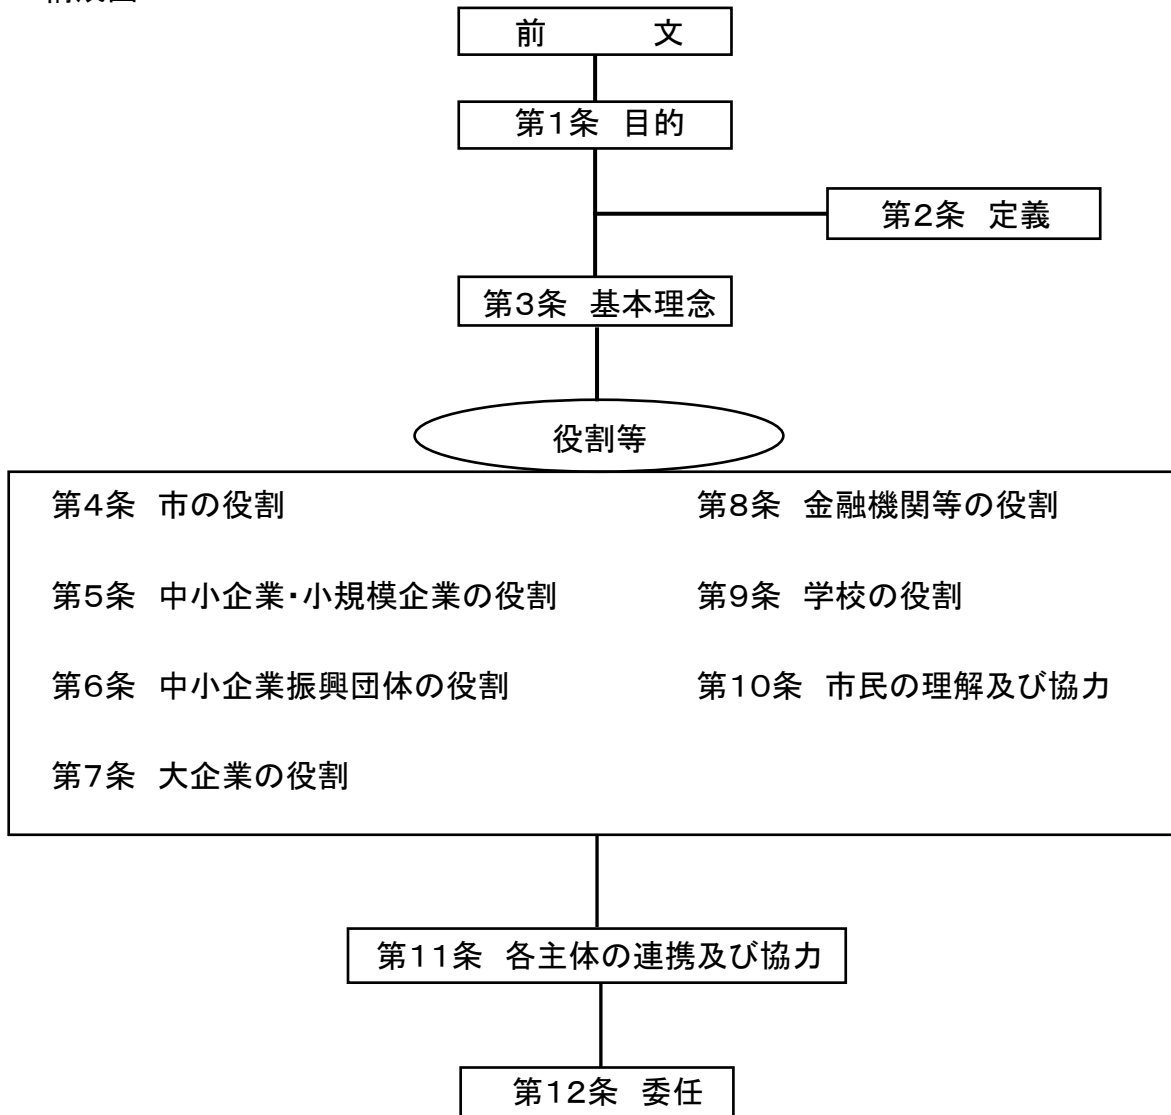 前　　　文
第１条　目的
第２条　定義
第３条　基本理念
役割等
第４条　市の役割
第５条　中小企業・小規模企業の役割
第６条　中小企業振興団体の役割
第７条　大企業の役割
第８条　金融機関等の役割
第９条　学校の役割
第１０条　市民の理解及び協力
第１１条　各主体の連携及び協力
第１２条　委任